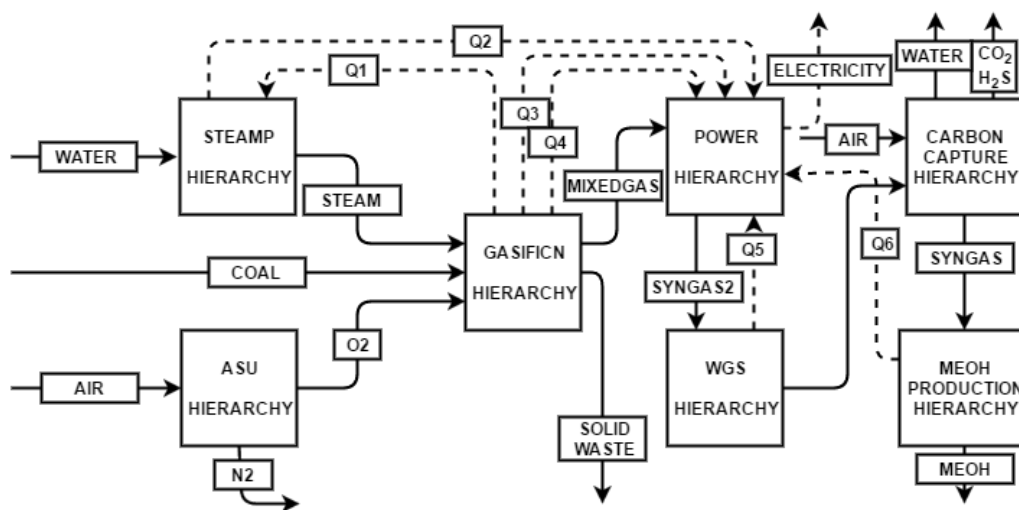 Q2
Q1
ELECTRICITY
WATER
CO2
H2S
STEAMP
HIERARCHY
Q3
Q4
POWER
HIERARCHY
AIR
CARBON
CAPTURE
HIERARCHY
WATER
STEAM
MIXEDGAS
GASIFICN
HIERARCHY
Q5
Q6
SYNGAS
COAL
SYNGAS2
O2
ASU
HIERARCHY
WGS
HIERARCHY
MEOH
PRODUCTION
HIERARCHY
AIR
SOLID
WASTE
N2
MEOH